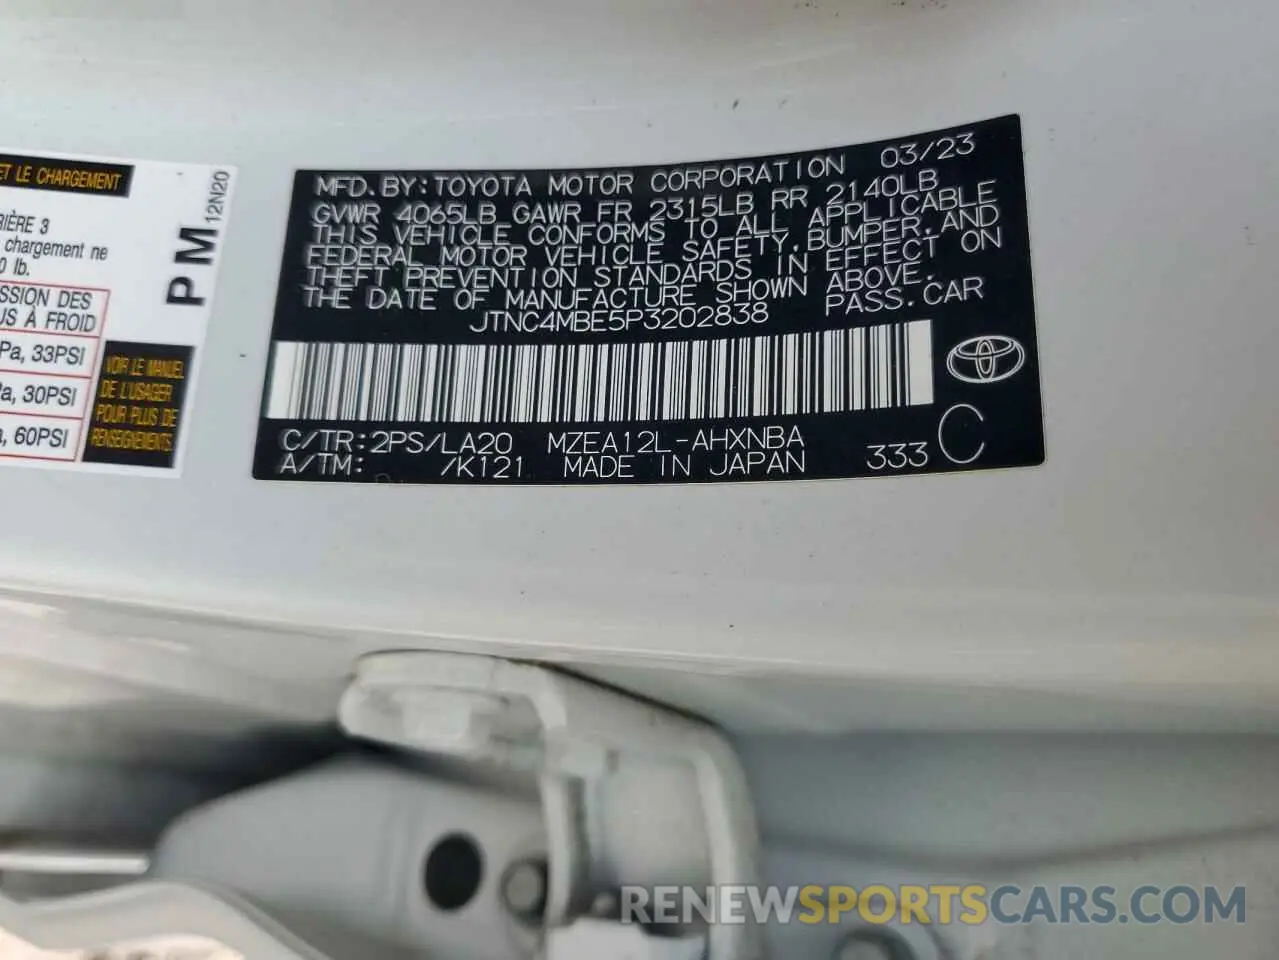 ET LE CHARGEMENT
RIÈRE 3
chargement ne
0 lb.
SSION DES
US À FROID
Pa, 33PSI
Pa, 30PSI
a, 60PSI
VOIR LE MANUEL
DE L'USAGER
POUR PLUS DE
RENSEIGNEMENTS
PM 12N20
MFD.BY:TOYOTA MOTOR CORPORATION 03/23
GVWR 4065LB GAWR FR 2315LB RR 2140LB
THIS VEHICLE CONFORMS TO ALL APPLICABLE
FEDERAL MOTOR VEHICLE SAFETY,BUMPER,AND
THEFT PREVENTION STANDARDS IN EFFECT ON
THE DATE OF MANUFACTURE SHOWN ABOVE.
JTNC4MBE5P3202838 PASS.CAR
C/TR:2PS/LA20 MZEA12L-AHXNBA
A/TM: /K121 MADE IN JAPAN 333 C
RENEWSPORTSCARS.COM